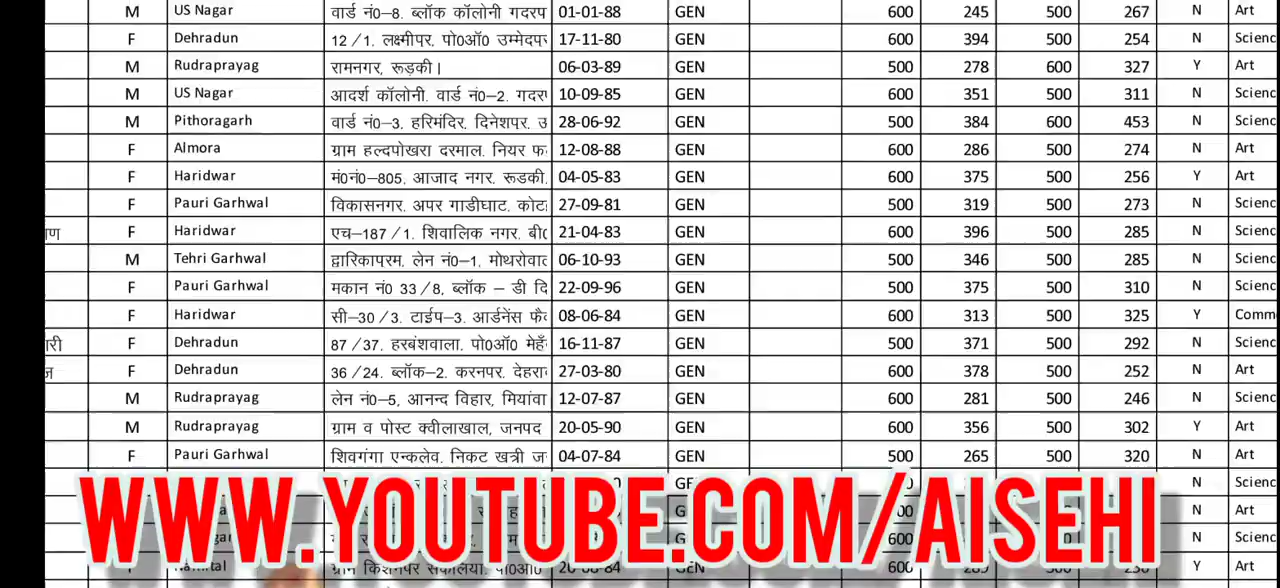 M US Nagar वार्ड नं0–8. ब्लॉक कॉलोनी गदरप 01-01-88 GEN 600 245 500 267 N Art
F Dehradun 12/1. लक्ष्मीपर. पो0ऑ0 उम्मेदपर 17-11-80 GEN 600 394 500 254 N Scienc
M Rudraprayag रामनगर, रूड़की। 06-03-89 GEN 500 278 600 327 Y Art
M US Nagar आदर्श कॉलोनी. वार्ड नं0–2. गदरप 10-09-85 GEN 600 351 500 311 N Scienc
M Pithoragarh वार्ड नं0–3. हरिमंदिर. दिनेशपर. उ 28-06-92 GEN 500 384 600 453 N Scienc
F Almora ग्राम हल्दपोखरा दरमाल. नियर फ 12-08-88 GEN 600 286 500 274 N Art
F Haridwar मं0नं0–805. आजाद नगर. रूडकी. 04-05-83 GEN 600 375 500 256 Y Art
F Pauri Garhwal विकासनगर. अपर गाडीघाट. कोट 27-09-81 GEN 500 319 500 273 N Scienc
ाण F Haridwar एच–187/1. शिवालिक नगर. बी0 21-04-83 GEN 600 396 500 285 N Scienc
M Tehri Garhwal द्वारिकापरम. लेन नं0–1. मोथरोवाल 06-10-93 GEN 500 346 500 285 N Scienc
F Pauri Garhwal मकान नं0 33/8, ब्लॉक – डी दि 22-09-96 GEN 500 375 500 310 N Scienc
F Haridwar सी–30/3. टाईप–3. आर्डनेंस फै 08-06-84 GEN 600 313 500 325 Y Comm
ारी F Dehradun 87/37. हरबंशवाला. पो0ऑ0 मेहूँ 16-11-87 GEN 500 371 500 292 N Scienc
ज F Dehradun 36/24. ब्लॉक–2. करनपर. देहरा 27-03-80 GEN 600 378 500 252 N Art
M Rudraprayag लेन नं0–5, आनन्द विहार, मियांवा 12-07-87 GEN 600 281 500 246 N Scienc
M Rudraprayag ग्राम व पोस्ट क्वीलाखाल, जनपद 20-05-90 GEN 600 356 500 302 Y Art
F Pauri Garhwal शिवगंगा एन्कलेव. निकट खत्री ज 04-07-84 GEN 500 265 500 320 N Art
N Scienc
WWW.YOUTUBE.COM/AISEHI
N Art
N Scienc
Y Art